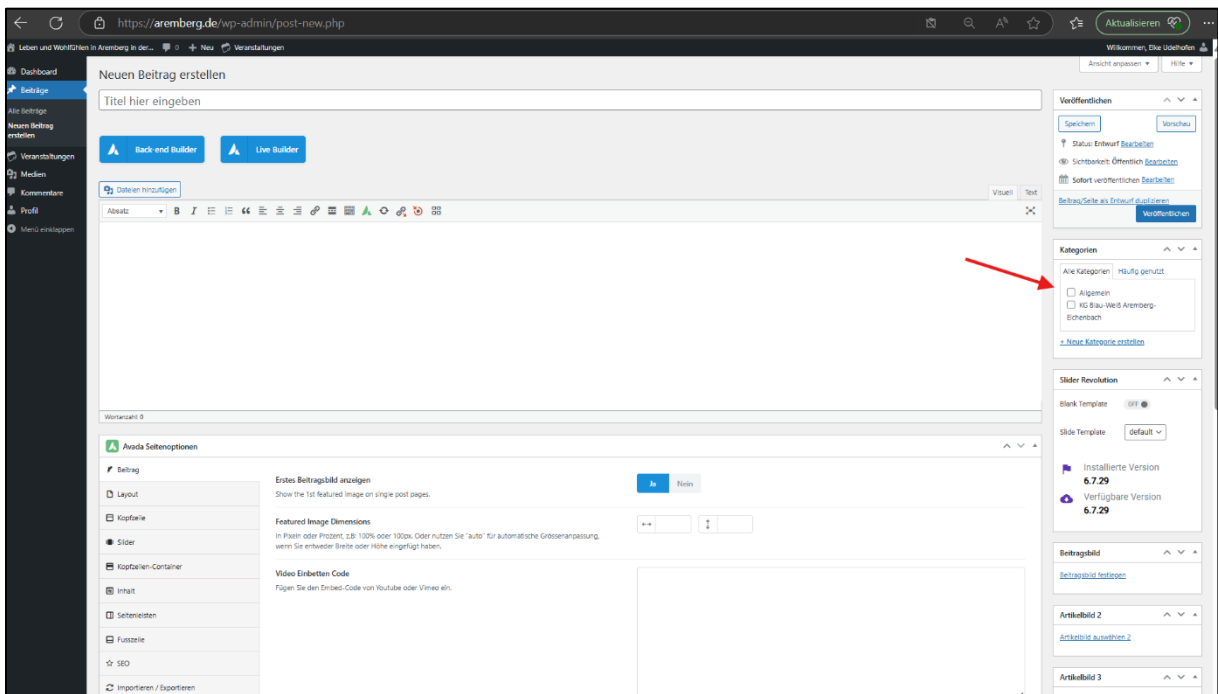 https://aremberg.de/wp-admin/post-new.php
Aktualisieren
Leben und Wohlfühlen in Aremberg in der...
0
+ Neu
Veranstaltungen
Willkommen, Elke Udelhofen
Ansicht anpassen
Hilfe
Dashboard
Beiträge
Alle Beiträge
Neuen Beitrag
erstellen
Veranstaltungen
Medien
Kommentare
Profil
Menü einklappen
Neuen Beitrag erstellen
Titel hier eingeben
Back-end Builder
Live Builder
Dateien hinzufügen
Visuell
Text
Absatz
Wortanzahl: 0
Avada Seitenoptionen
Beitrag
Layout
Kopfzeile
Slider
Kopfzeilen-Container
Inhalt
Seitenleisten
Fusszeile
SEO
Importieren / Exportieren
Erstes Beitragsbild anzeigen
Show the 1st featured image on single post pages.
Ja
Nein
Featured Image Dimensions
In Pixeln oder Prozent, z.B: 100% oder 100px. Oder nutzen Sie "auto" für automatische Grössenanpassung,
wenn Sie entweder Breite oder Höhe eingefügt haben.
Video Einbetten Code
Fügen Sie den Embed-Code von Youtube oder Vimeo ein.
Veröffentlichen
Speichern
Vorschau
Status: Entwurf Bearbeiten
Sichtbarkeit: Öffentlich Bearbeiten
Sofort veröffentlichen Bearbeiten
Beitrag/Seite als Entwurf duplizieren
Veröffentlichen
Kategorien
Alle Kategorien
Häufig genutzt
Allgemein
KG Blau-Weiß Aremberg-
Eichenbach
+ Neue Kategorie erstellen
Slider Revolution
Blank Template
OFF
Slide Template
default
Installierte Version
6.7.29
Verfügbare Version
6.7.29
Beitragsbild
Beitragsbild festlegen
Artikelbild 2
Artikelbild auswählen 2
Artikelbild 3